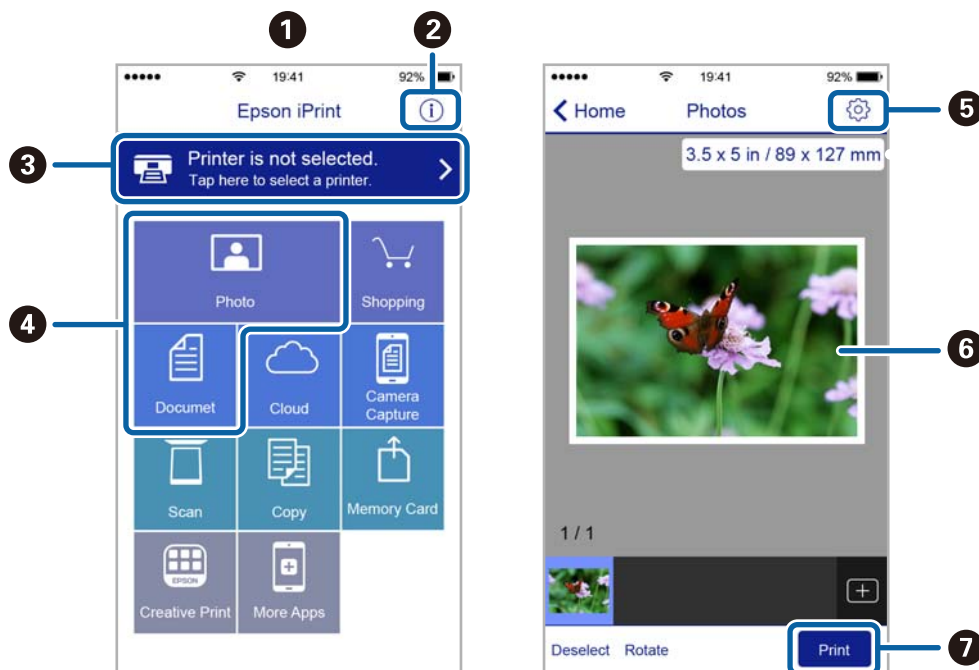 1
2
19:41
92%
Epson iPrint
3
Printer is not selected.
Tap here to select a printer.
4
Photo
Shopping
Documet
Cloud
Camera
Capture
Scan
Copy
Memory Card
EPSON
Creative Print
More Apps
19:41
92%
Home
Photos
5
3.5 x 5 in / 89 x 127 mm
6
1 / 1
Deselect
Rotate
Print
7